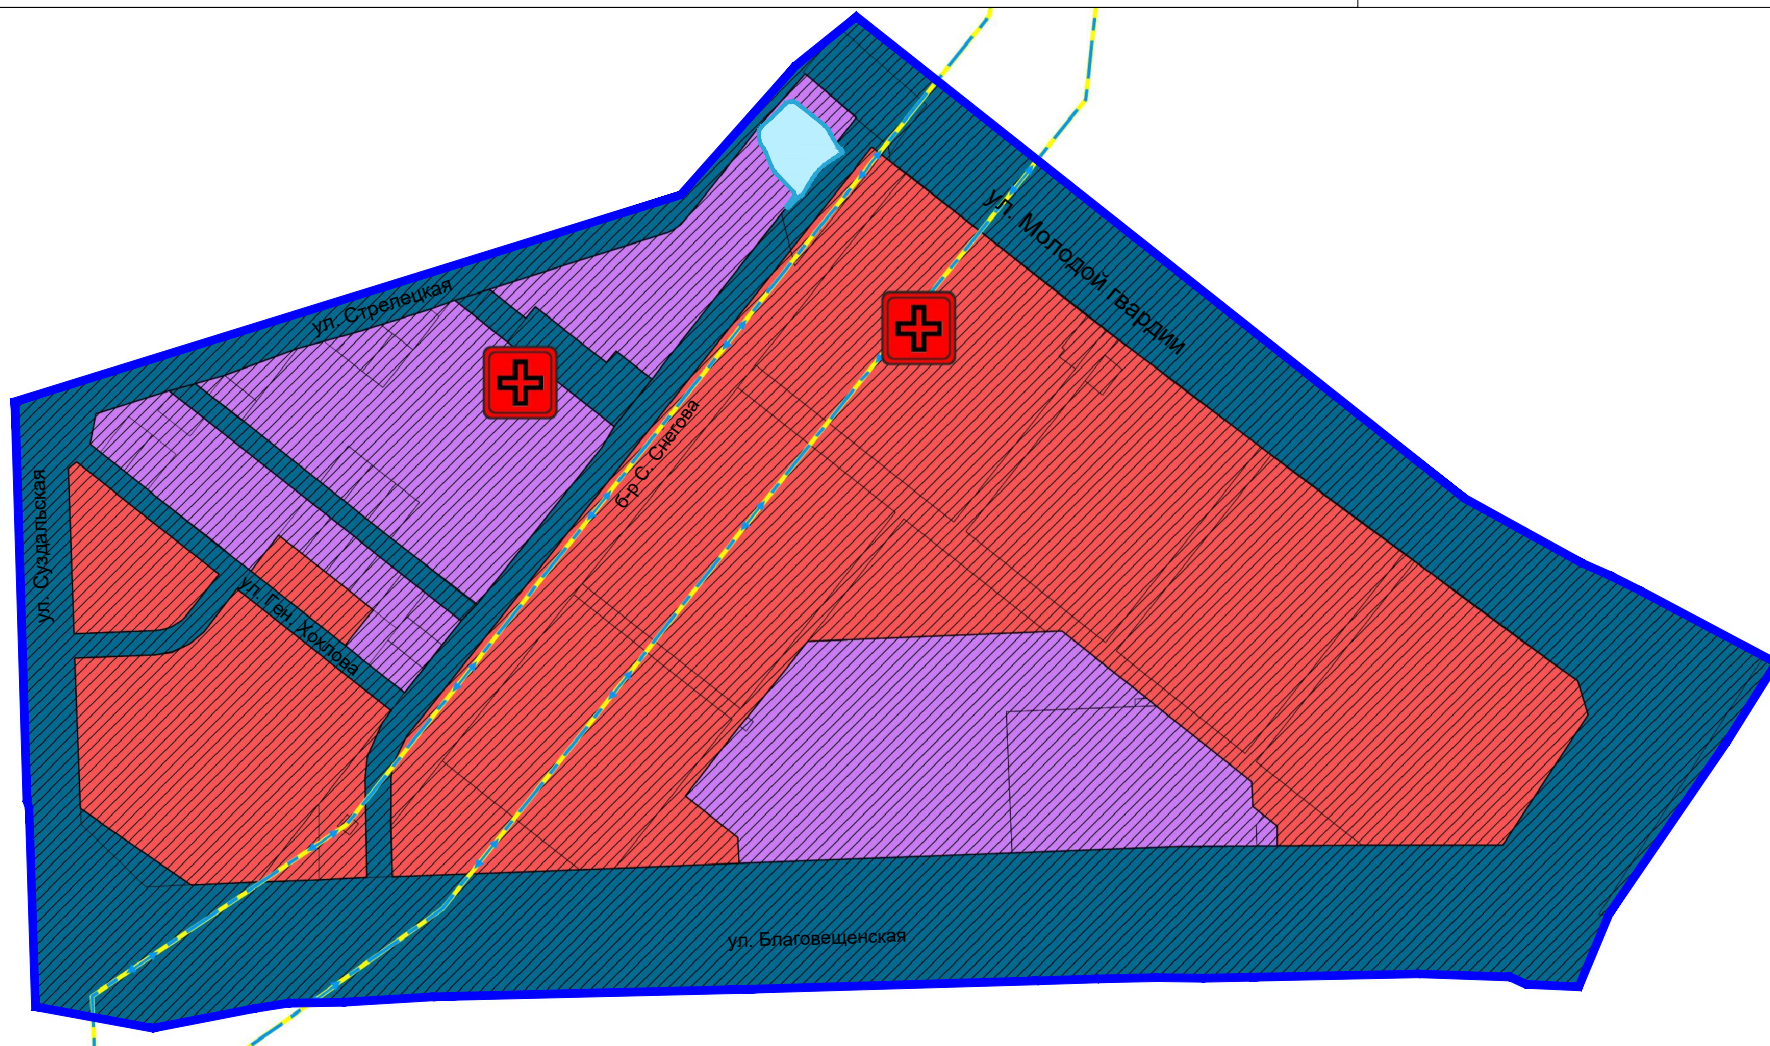 ул. Молодой гвардии
ул. Стрелецкая
б-р С. Снегова
ул. Суздальская
ул. Ген. Хохлова
ул. Благовещенская